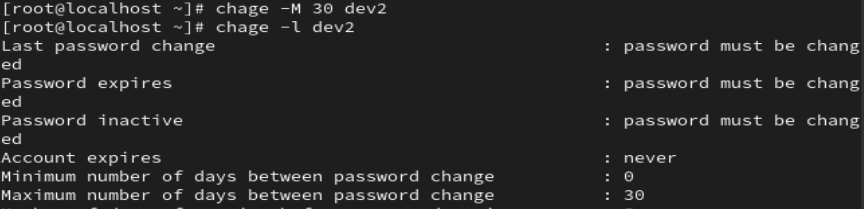 [root@localhost ~]# chage -M 30 dev2
[root@localhost ~]# chage -l dev2
Last password change : password must be chang
ed
Password expires : password must be chang
ed
Password inactive : password must be chang
ed
Account expires : never
Minimum number of days between password change : 0
Maximum number of days between password change : 30